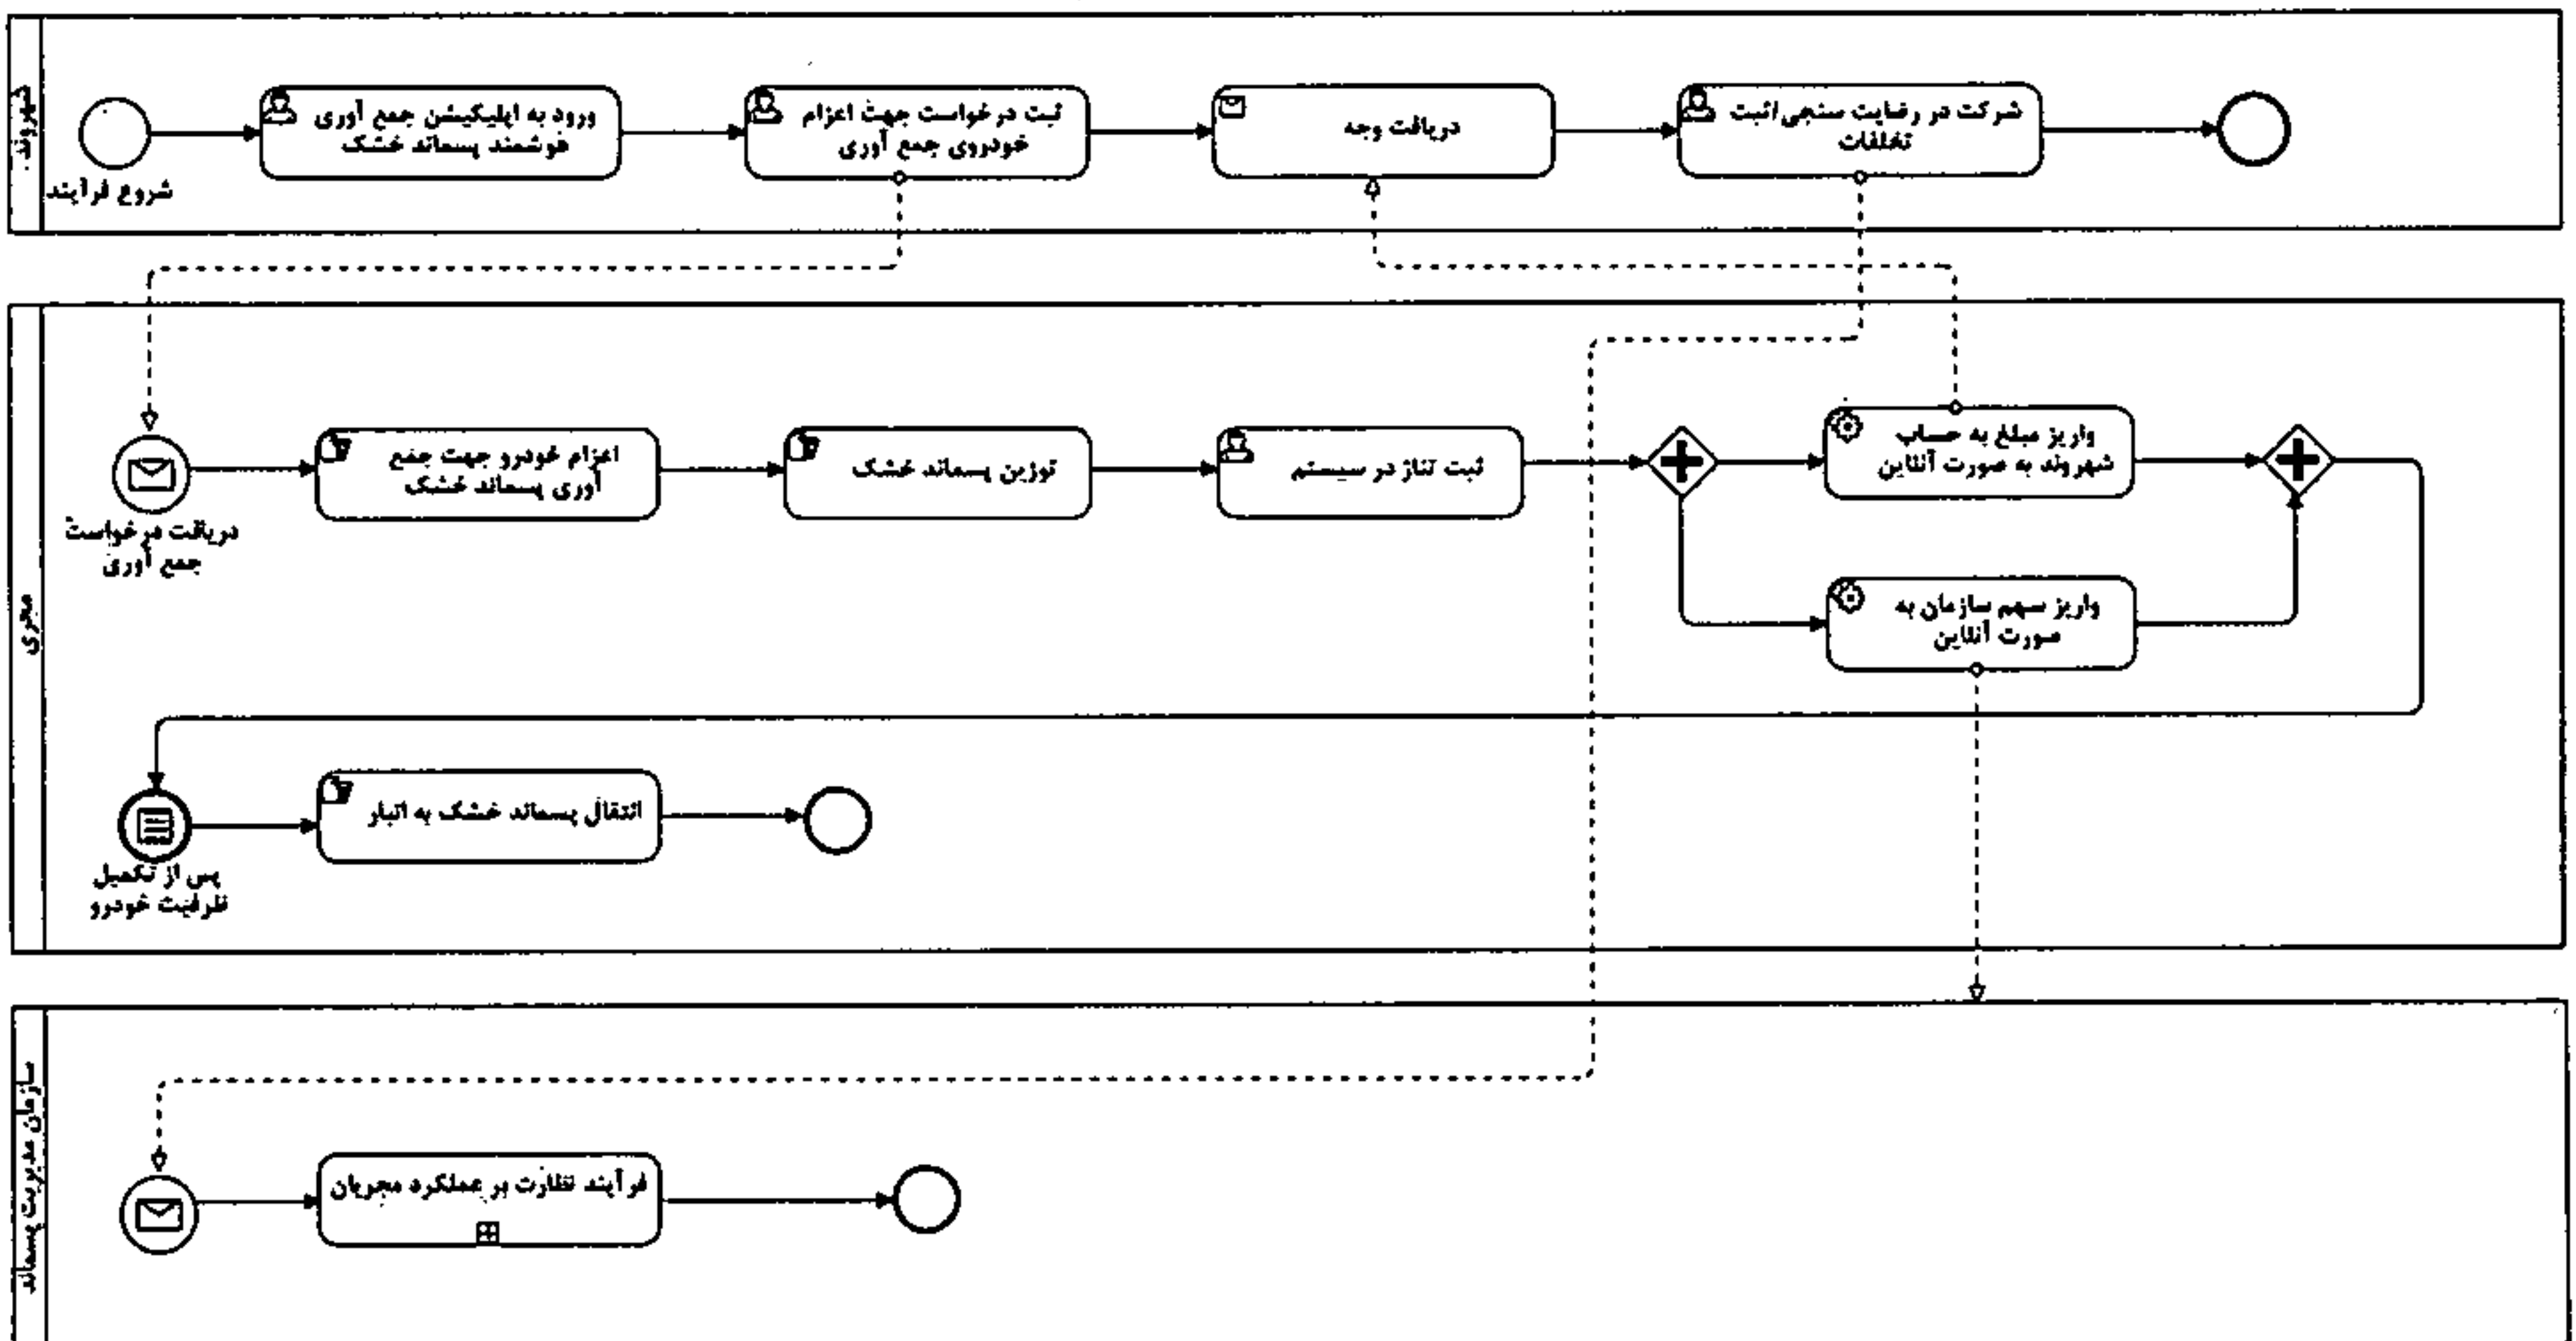 شهروند
شروع فرآیند
ورود به اپلیکیشن جمع آوری
هوشمند پسماند خشک
ثبت درخواست جهت اعزام
خودروی جمع آوری
دریافت وجه
شرکت در رضایت سنجی/ثبت
تخلفات
مجری
دریافت درخواست
جمع آوری
اعزام خودرو جهت جمع
آوری پسماند خشک
توزین پسماند خشک
ثبت تناژ در سیستم
واریز مبلغ به حساب
شهروند به صورت آنلاین
واریز سهم سازمان به
صورت آنلاین
پس از تکمیل
ظرفیت خودرو
انتقال پسماند خشک به انبار
سازمان مدیریت پسماند
فرآیند نظارت بر عملکرد مجریان